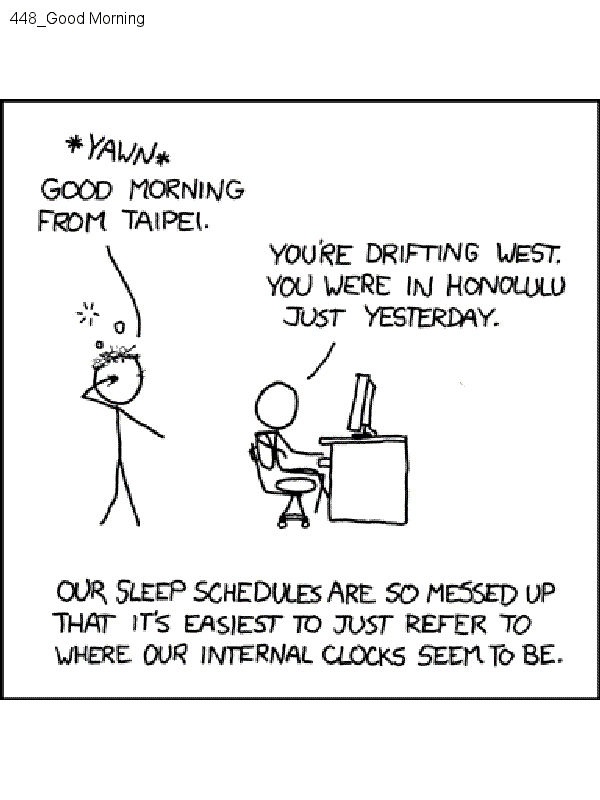 448_Good Morning
*YAWN*
GOOD MORNING
FROM TAIPEI.
YOU'RE DRIFTING WEST.
YOU WERE IN HONOLULU
JUST YESTERDAY.
OUR SLEEP SCHEDULES ARE SO MESSED UP
THAT IT'S EASIEST TO JUST REFER TO
WHERE OUR INTERNAL CLOCKS SEEM TO BE.